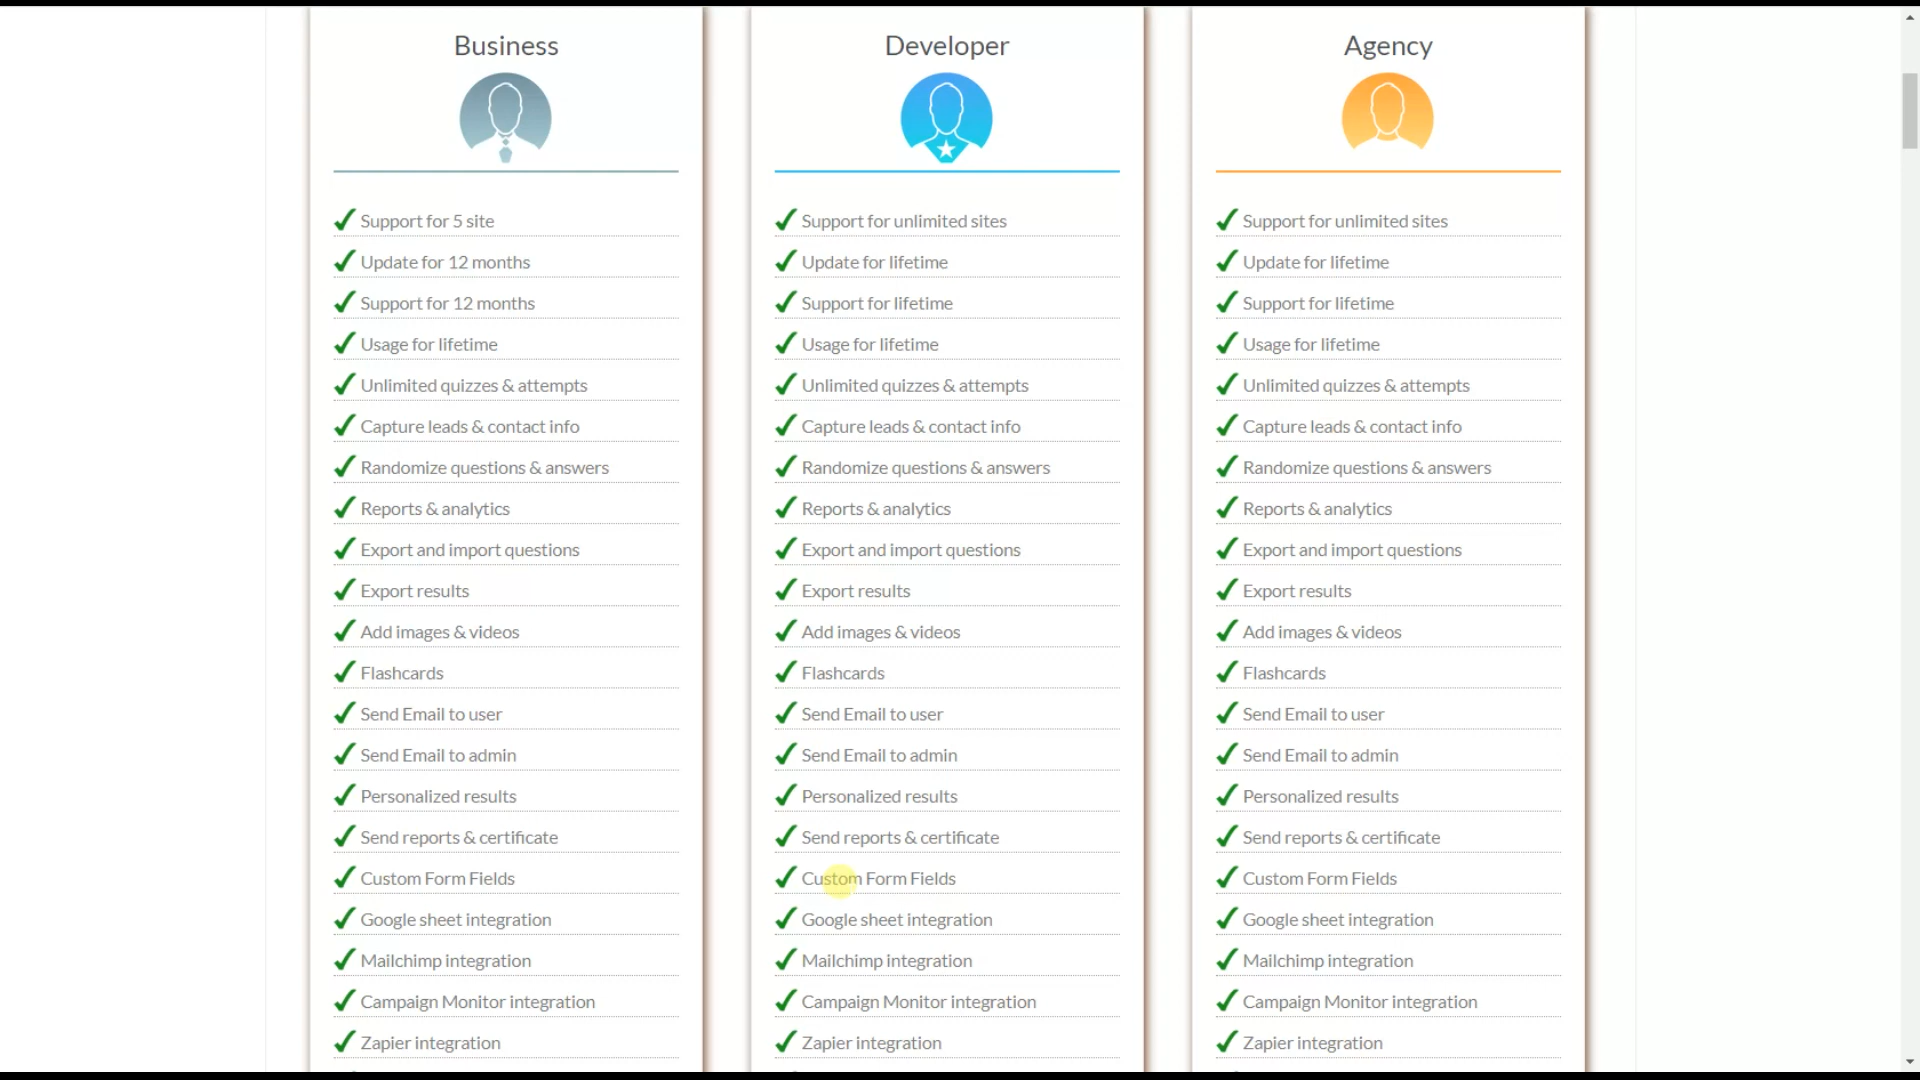 Business
Support for 5 site
Update for 12 months
Support for 12 months
Usage for lifetime
Unlimited quizzes & attempts
Capture leads & contact info
Randomize questions & answers
Reports & analytics
Export and import questions
Export results
Add images & videos
Flashcards
Send Email to user
Send Email to admin
Personalized results
Send reports & certificate
Custom Form Fields
Google sheet integration
Mailchimp integration
Campaign Monitor integration
Zapier integration
Developer
Support for unlimited sites
Update for lifetime
Support for lifetime
Usage for lifetime
Unlimited quizzes & attempts
Capture leads & contact info
Randomize questions & answers
Reports & analytics
Export and import questions
Export results
Add images & videos
Flashcards
Send Email to user
Send Email to admin
Personalized results
Send reports & certificate
Custom Form Fields
Google sheet integration
Mailchimp integration
Campaign Monitor integration
Zapier integration
Agency
Support for unlimited sites
Update for lifetime
Support for lifetime
Usage for lifetime
Unlimited quizzes & attempts
Capture leads & contact info
Randomize questions & answers
Reports & analytics
Export and import questions
Export results
Add images & videos
Flashcards
Send Email to user
Send Email to admin
Personalized results
Send reports & certificate
Custom Form Fields
Google sheet integration
Mailchimp integration
Campaign Monitor integration
Zapier integration